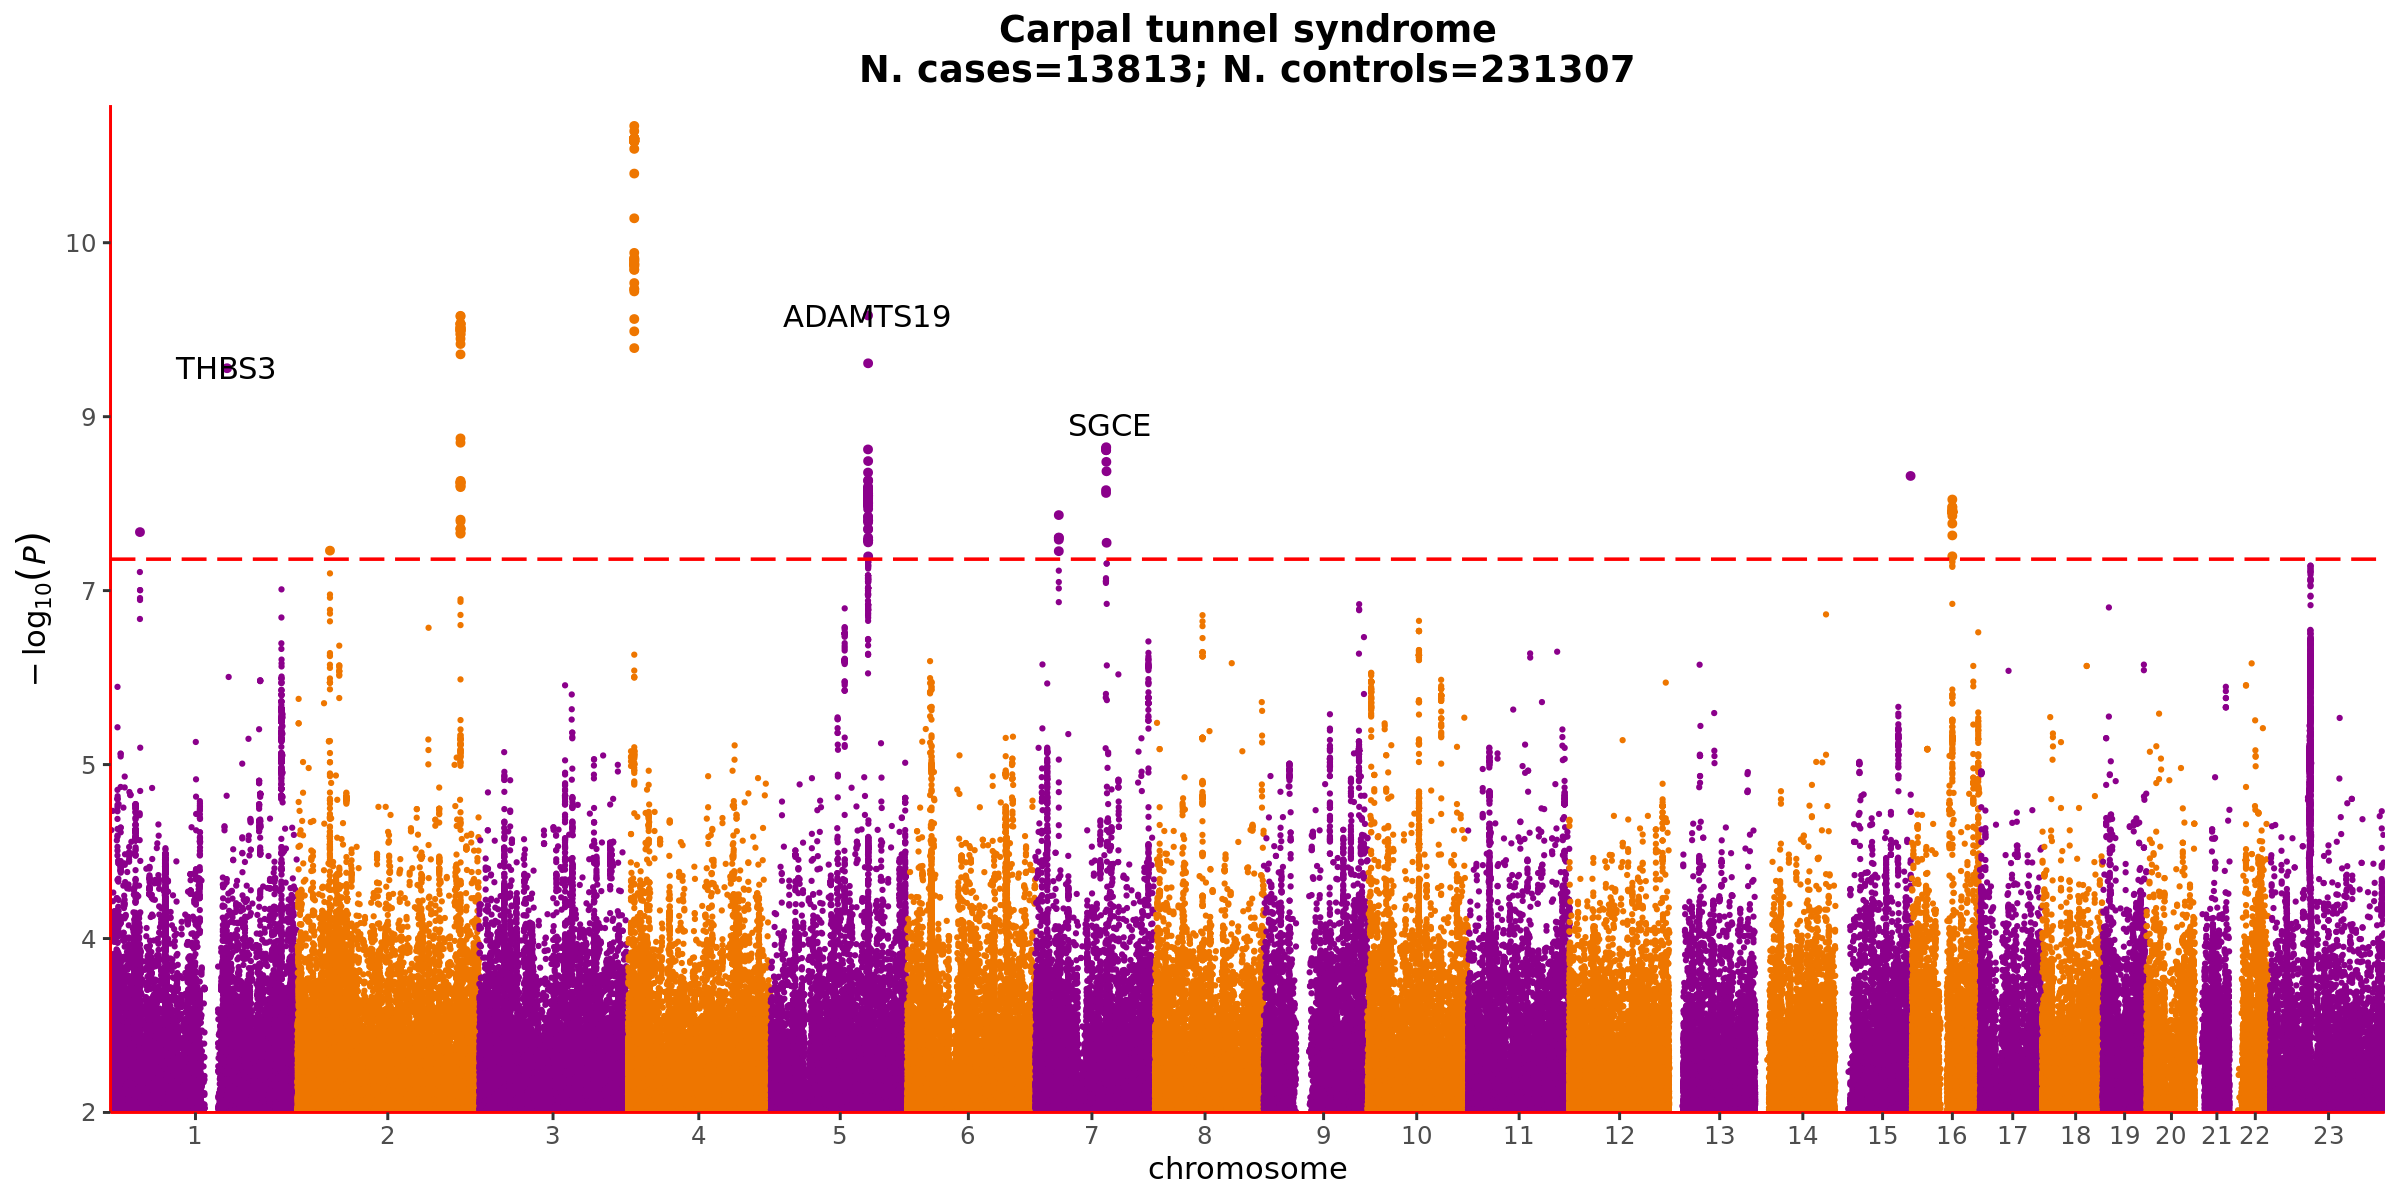 Carpal tunnel syndrome
N. cases=13813; N. controls=231307
10
ADAMTS19
THBS3
9
SGCE
−log10(P)
7
5
4
2
1 2 3 4 5 6 7 8 9 10 11 12 13 14 15 16 17 18 19 20 21 22 23
chromosome